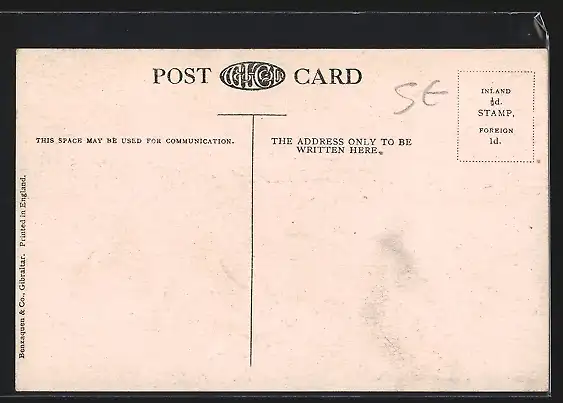 POST CARD
5E
INLAND
½d.
STAMP,
FOREIGN
1d.
THIS SPACE MAY BE USED FOR COMMUNICATION.
THE ADDRESS ONLY TO BE
WRITTEN HERE.
Benzaquen & Co., Gibraltar. Printed in England.